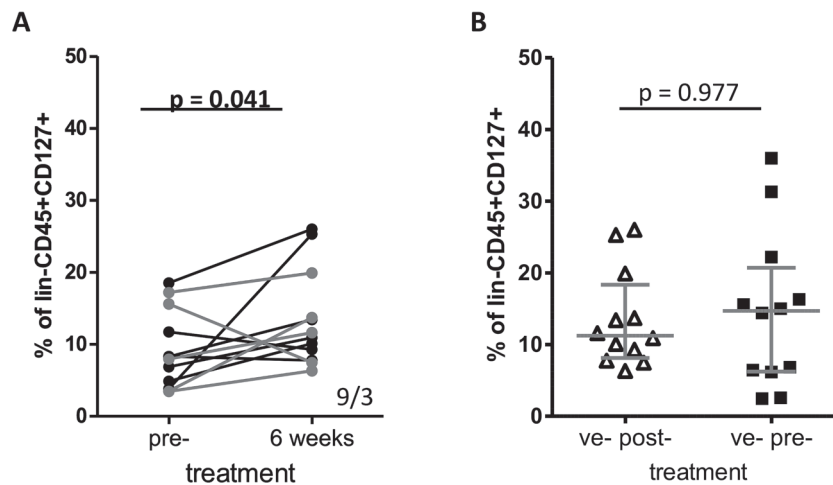 A
50
40
30
20
10
0
% of lin-CD45+CD127+
p = 0.041
9/3
pre-
6 weeks
treatment
B
50
40
30
20
10
0
% of lin-CD45+CD127+
p = 0.977
ve- post-
ve- pre-
treatment